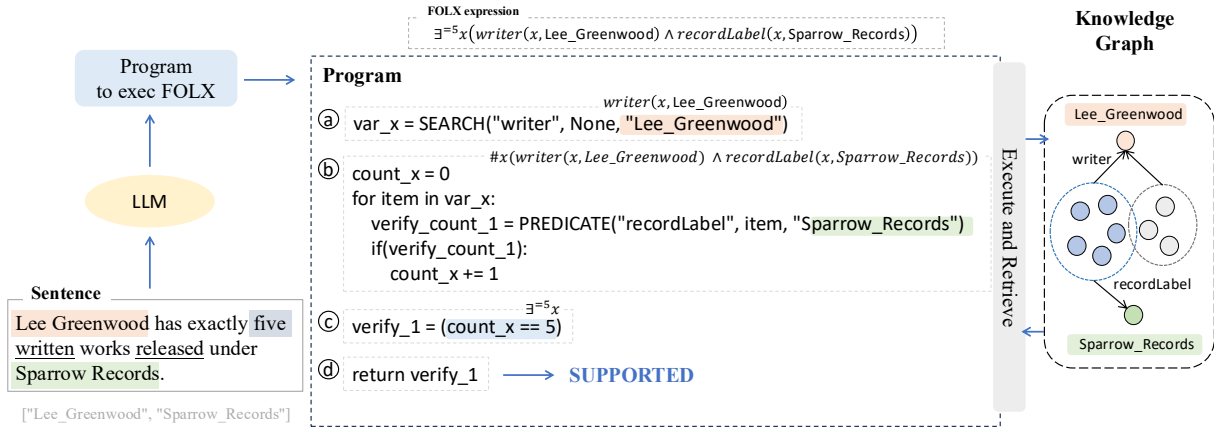 FOLX expression
∃⁼⁵x(writer(x, Lee_Greenwood) ∧ recordLabel(x, Sparrow_Records))
Knowledge
Graph
Program
to exec FOLX
LLM
Sentence
Lee Greenwood has exactly five
written works released under
Sparrow Records.
["Lee_Greenwood", "Sparrow_Records"]
Program
writer(x, Lee_Greenwood)
ⓐ var_x = SEARCH("writer", None, "Lee_Greenwood")
#x(writer(x, Lee_Greenwood) ∧ recordLabel(x, Sparrow_Records))
ⓑ count_x = 0
for item in var_x:
verify_count_1 = PREDICATE("recordLabel", item, "Sparrow_Records")
if(verify_count_1):
count_x += 1
∃⁼⁵x
ⓒ verify_1 = (count_x == 5)
ⓓ return verify_1
SUPPORTED
Execute and Retrieve
Lee_Greenwood
writer
recordLabel
Sparrow_Records